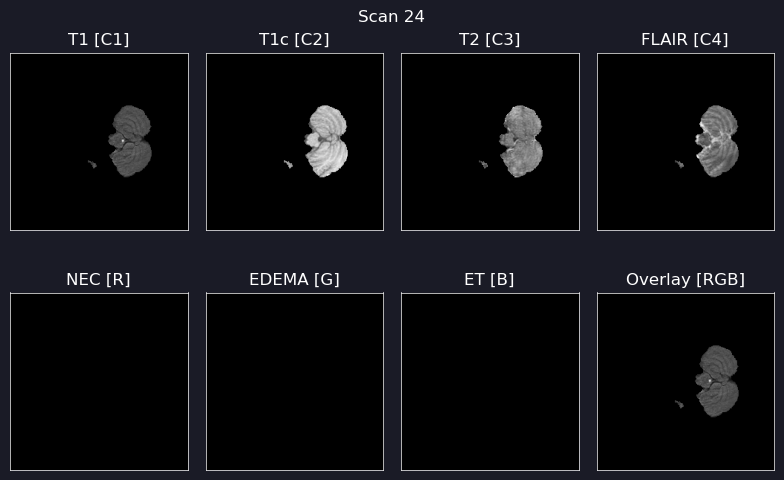 Scan 24
T1 [C1]
T1c [C2]
T2 [C3]
FLAIR [C4]
NEC [R]
EDEMA [G]
ET [B]
Overlay [RGB]